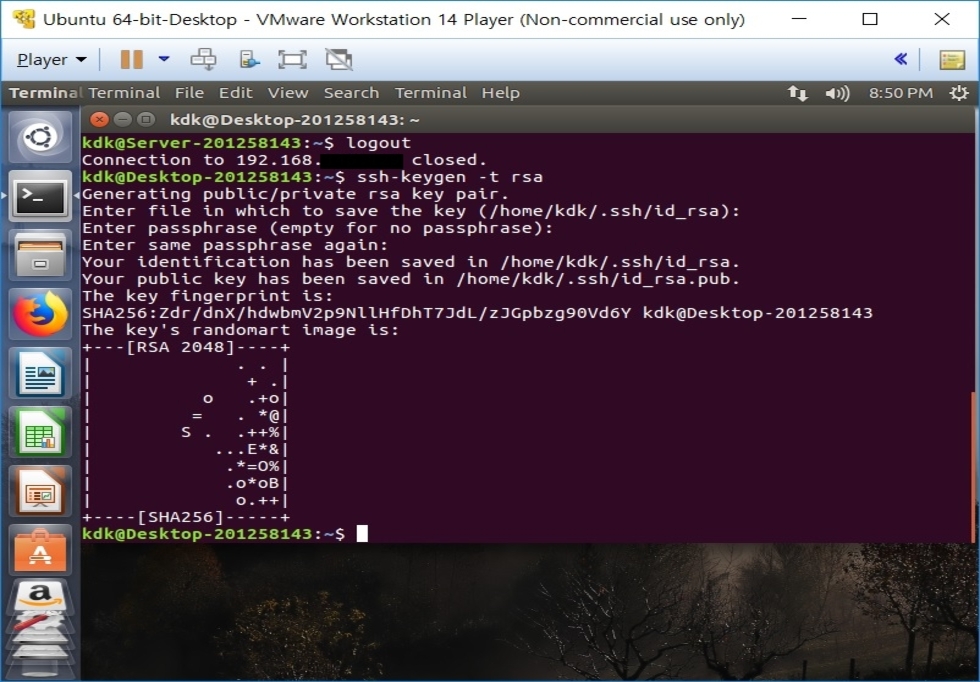 Ubuntu 64-bit-Desktop - VMware Workstation 14 Player (Non-commercial use only)
Player
Terminal Terminal File Edit View Search Terminal Help 8:50 PM
kdk@Desktop-201258143: ~
kdk@Server-201258143:~$ logout
Connection to 192.168. closed.
kdk@Desktop-201258143:~$ ssh-keygen -t rsa
Generating public/private rsa key pair.
Enter file in which to save the key (/home/kdk/.ssh/id_rsa):
Enter passphrase (empty for no passphrase):
Enter same passphrase again:
Your identification has been saved in /home/kdk/.ssh/id_rsa.
Your public key has been saved in /home/kdk/.ssh/id_rsa.pub.
The key fingerprint is:
SHA256:Zdr/dnX/hdwbmV2p9NllHfDhT7JdL/zJGpbzg90Vd6Y kdk@Desktop-201258143
The key's randomart image is:
+---[RSA 2048]----+
|             . . |
|              + .|
|          o   .+o|
|         =   . *@|
|        S .  .++%|
|           ...E*&|
|            .*=O%|
|            .o*oB|
|             o.++|
+----[SHA256]-----+
kdk@Desktop-201258143:~$